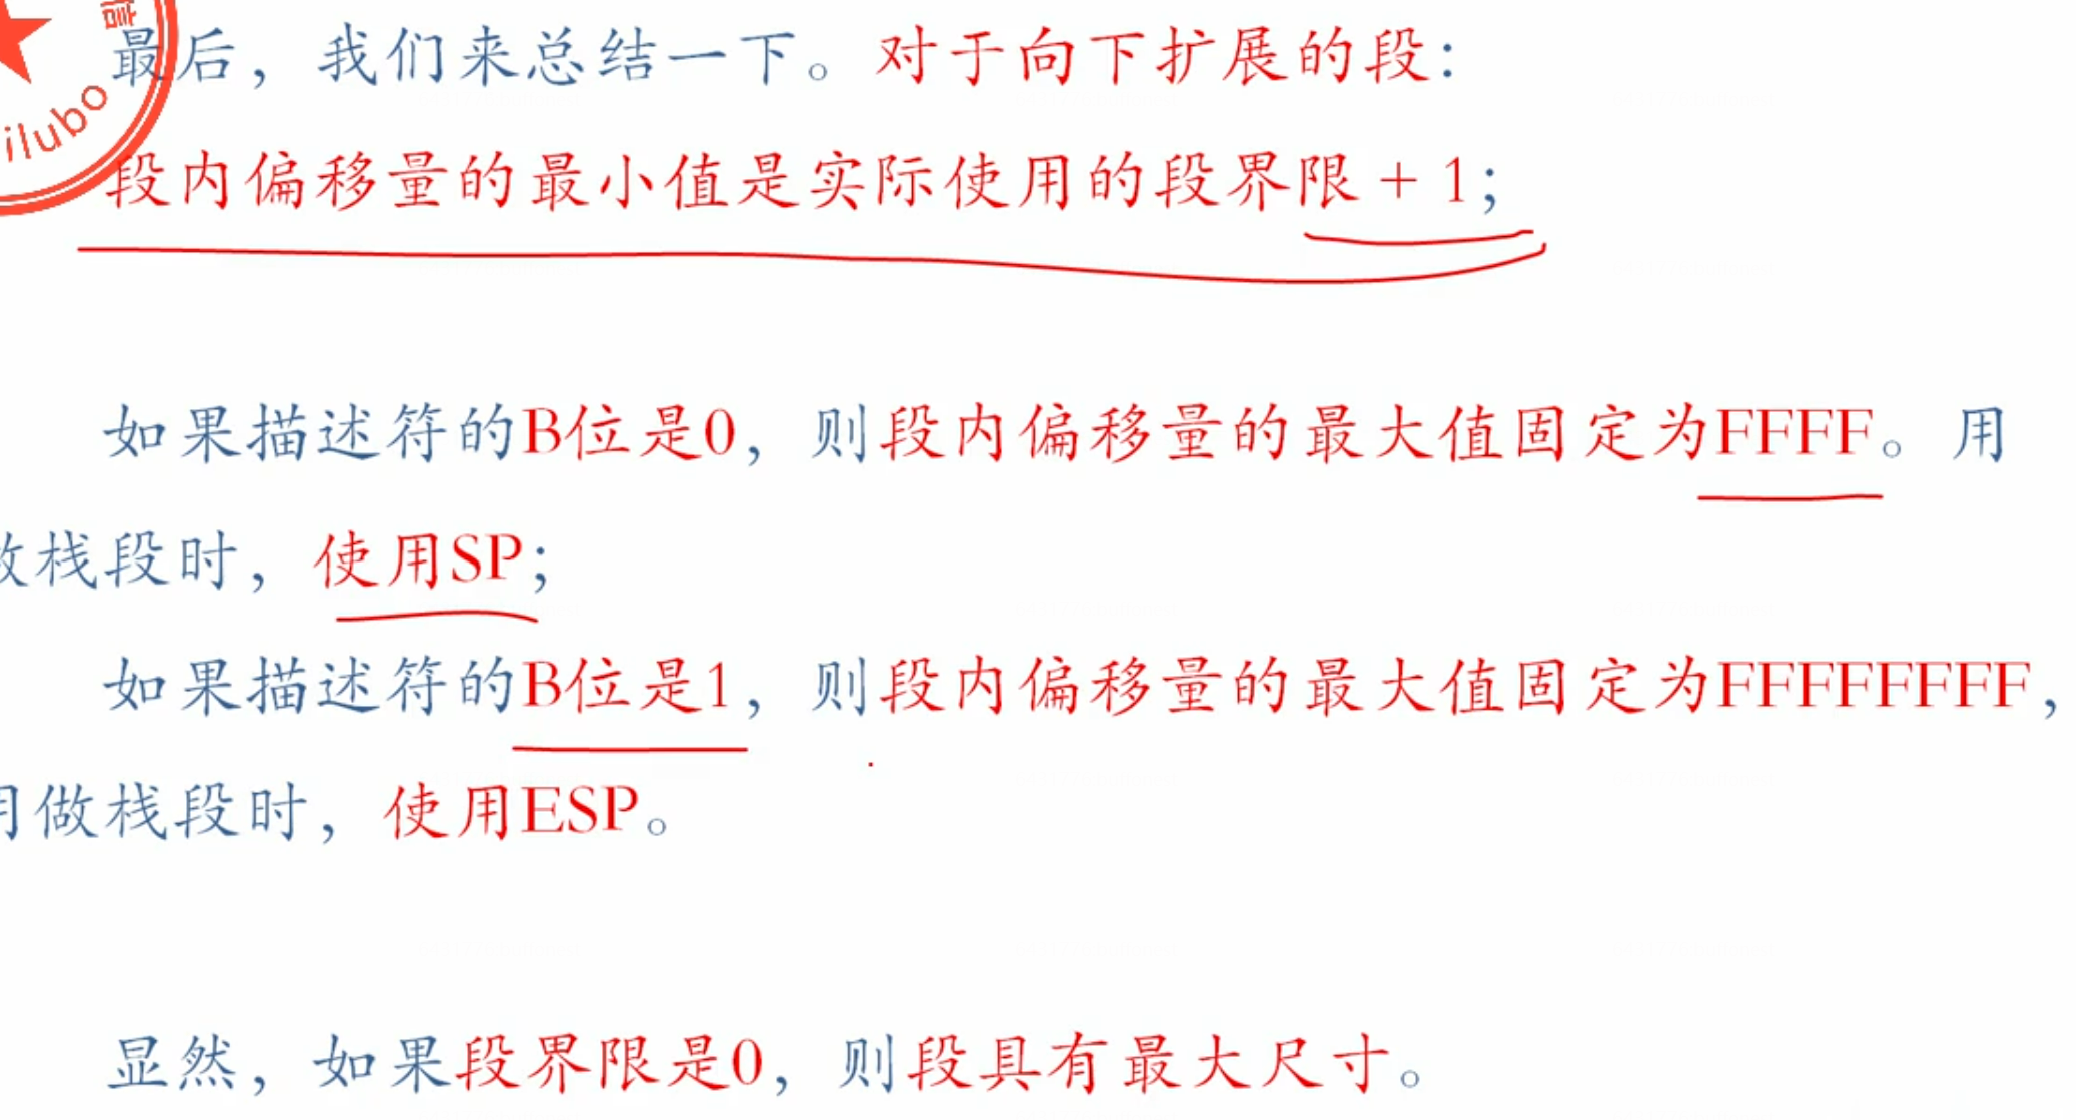 信
ilubo
最后，我们来总结一下。对于向下扩展的段：
段内偏移量的最小值是实际使用的段界限 + 1；
如果描述符的B位是0，则段内偏移量的最大值固定为FFFF。用
做栈段时，使用SP；
如果描述符的B位是1，则段内偏移量的最大值固定为FFFFFFFF，
用做栈段时，使用ESP。
显然，如果段界限是0，则段具有最大尺寸。